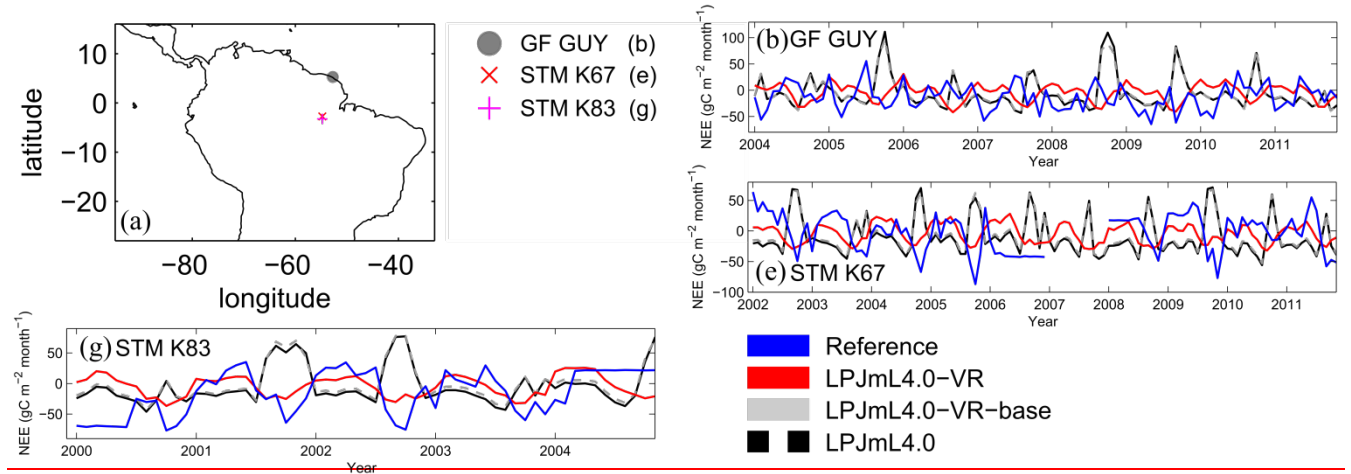 10
0
−10
−20
latitude
(a)
−80
−60
−40
longitude
GF GUY (b)
STM K67 (e)
STM K83 (g)
(b) GF GUY
NEE (gC m−2 month−1)
100
50
0
−50
2004 2005 2006 2007 2008 2009 2010 2011
Year
(e) STM K67
NEE (gC m−2 month−1)
50
0
−50
−100
2002 2003 2004 2005 2006 2007 2008 2009 2010 2011
Year
(g) STM K83
NEE (gC m−2 month−1)
50
0
−50
2000 2001 2002 2003 2004
Year
Reference
LPJmL4.0−VR
LPJmL4.0−VR−base
LPJmL4.0